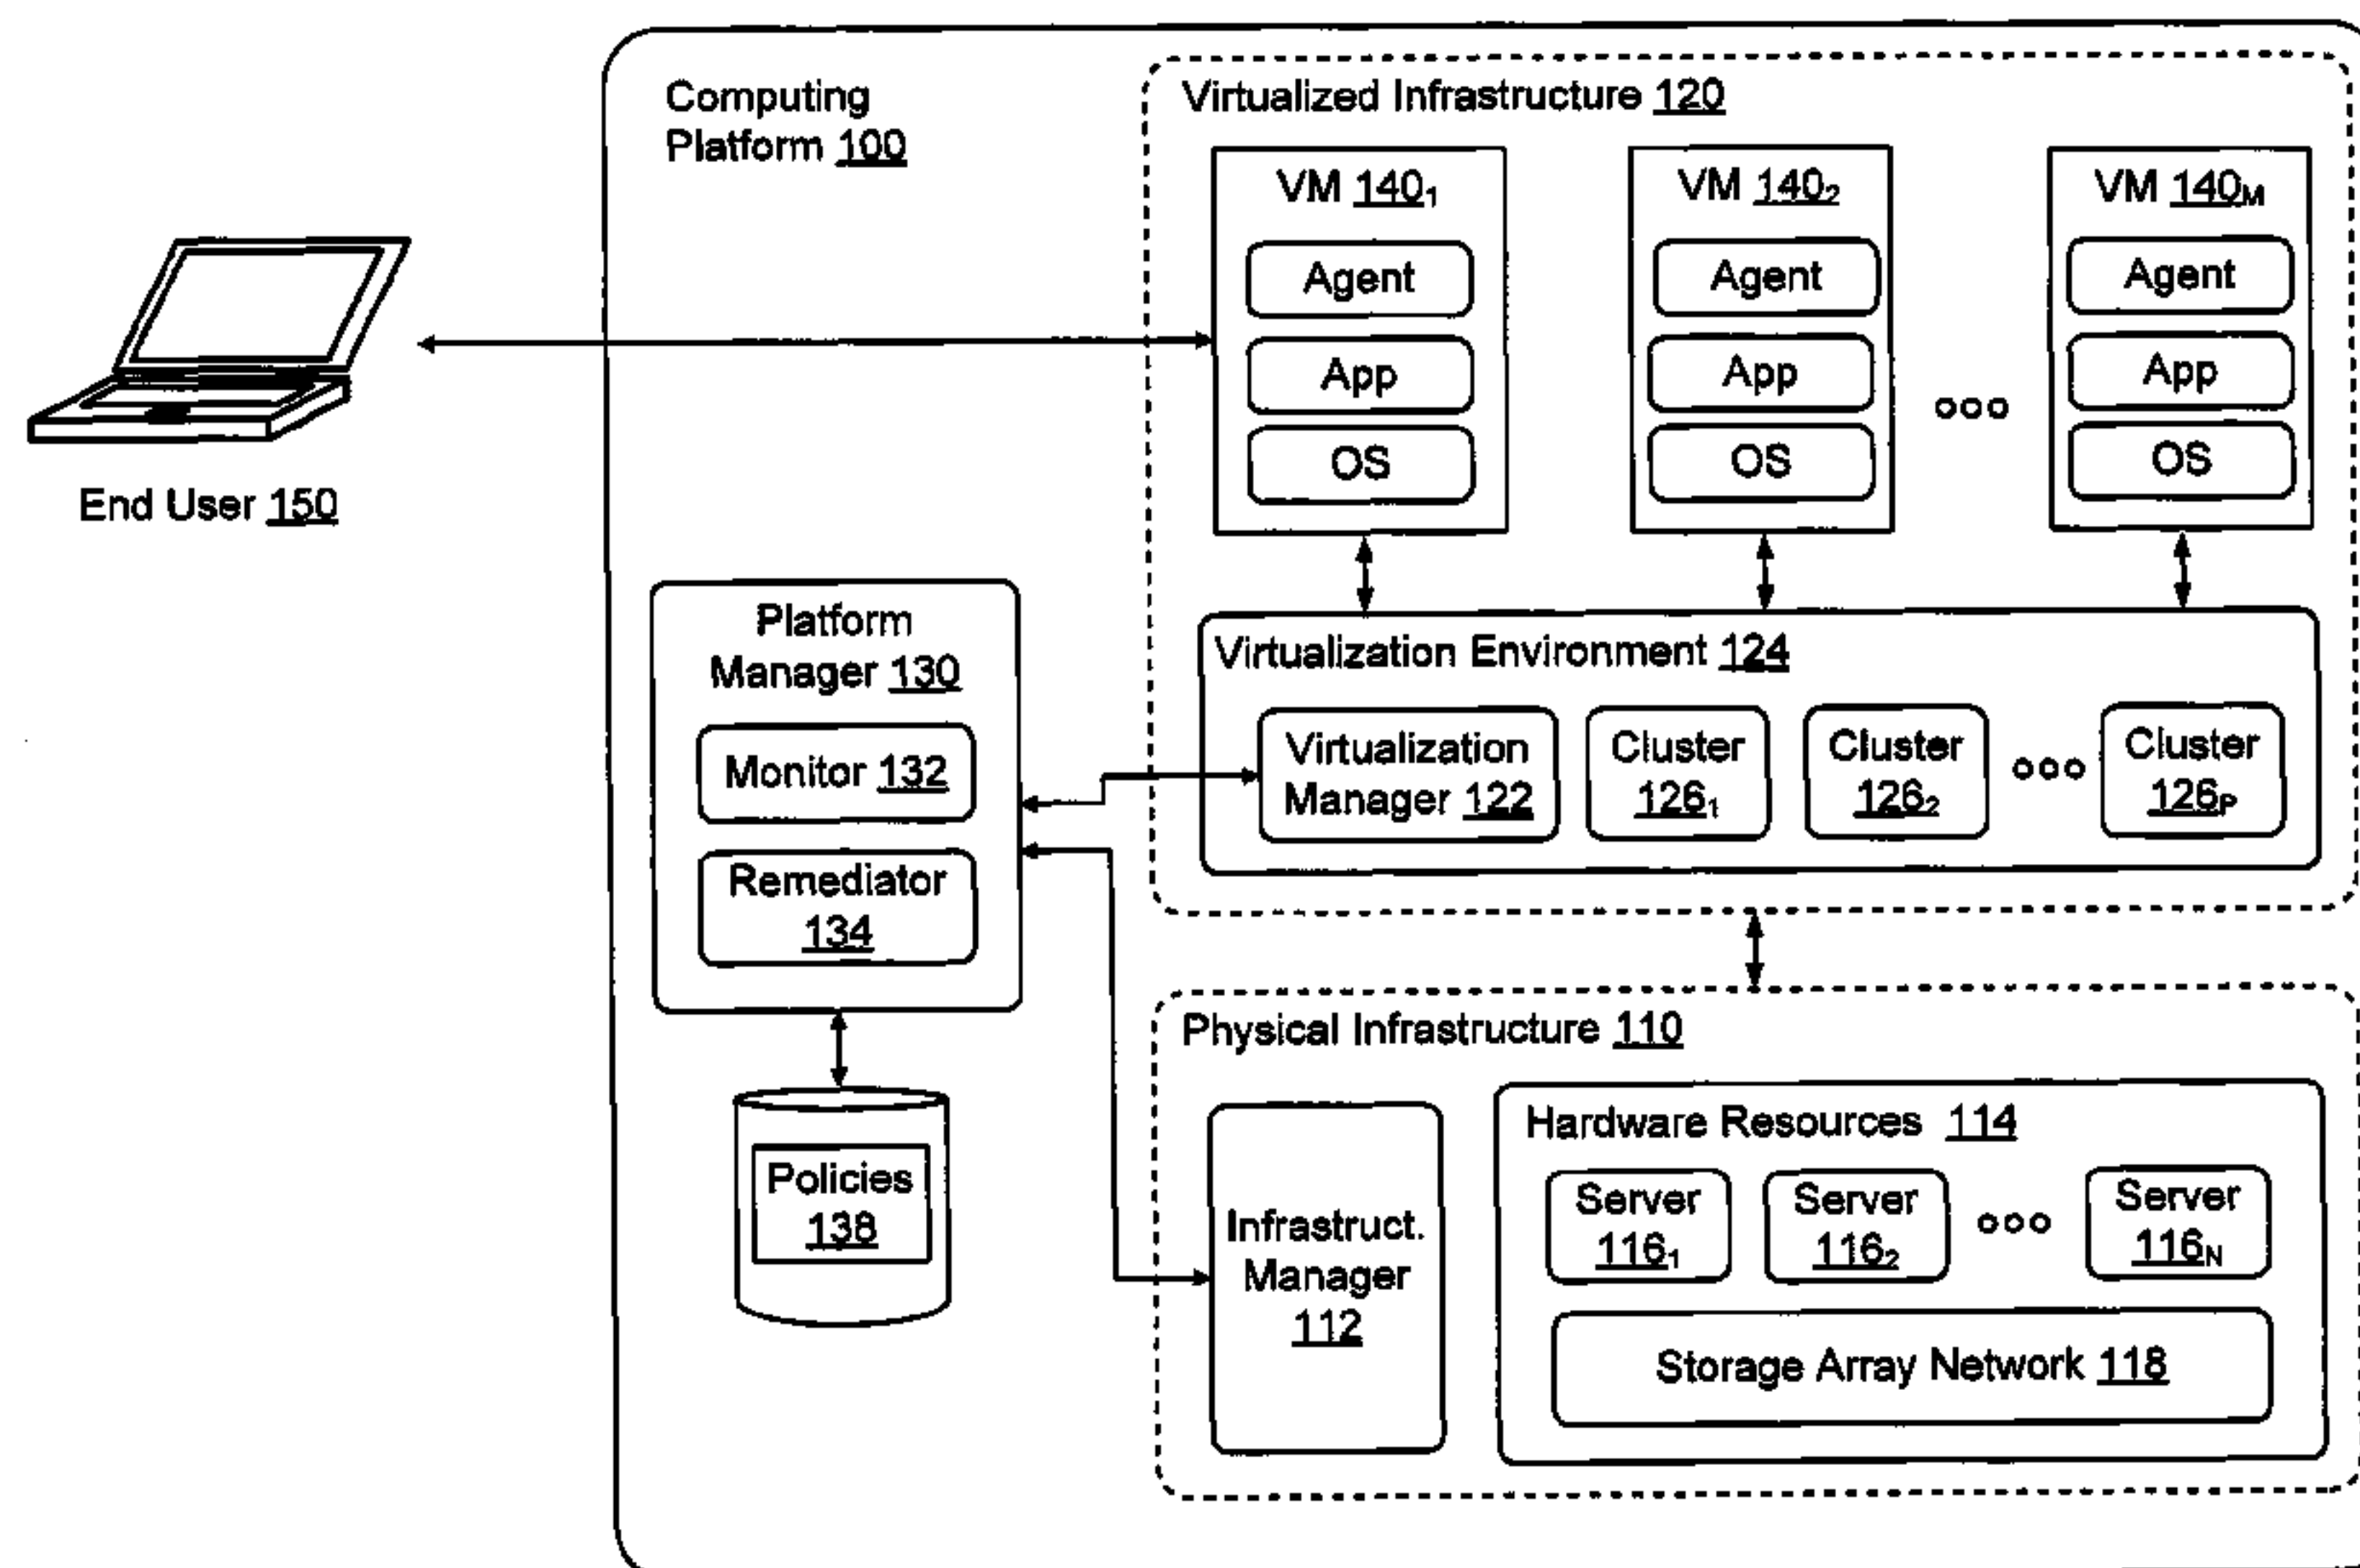 Computing
Platform 100
Virtualized Infrastructure 120
VM 140₁
Agent
App
OS
VM 140₂
Agent
App
OS
VM 140M
Agent
App
OS
End User 150
Platform
Manager 130
Monitor 132
Remediator
134
Policies
138
Virtualization Environment 124
Virtualization
Manager 122
Cluster
126₁
Cluster
126₂
Cluster
126P
Physical Infrastructure 110
Infrastruct.
Manager
112
Hardware Resources 114
Server
116₁
Server
116₂
Server
116N
Storage Array Network 118